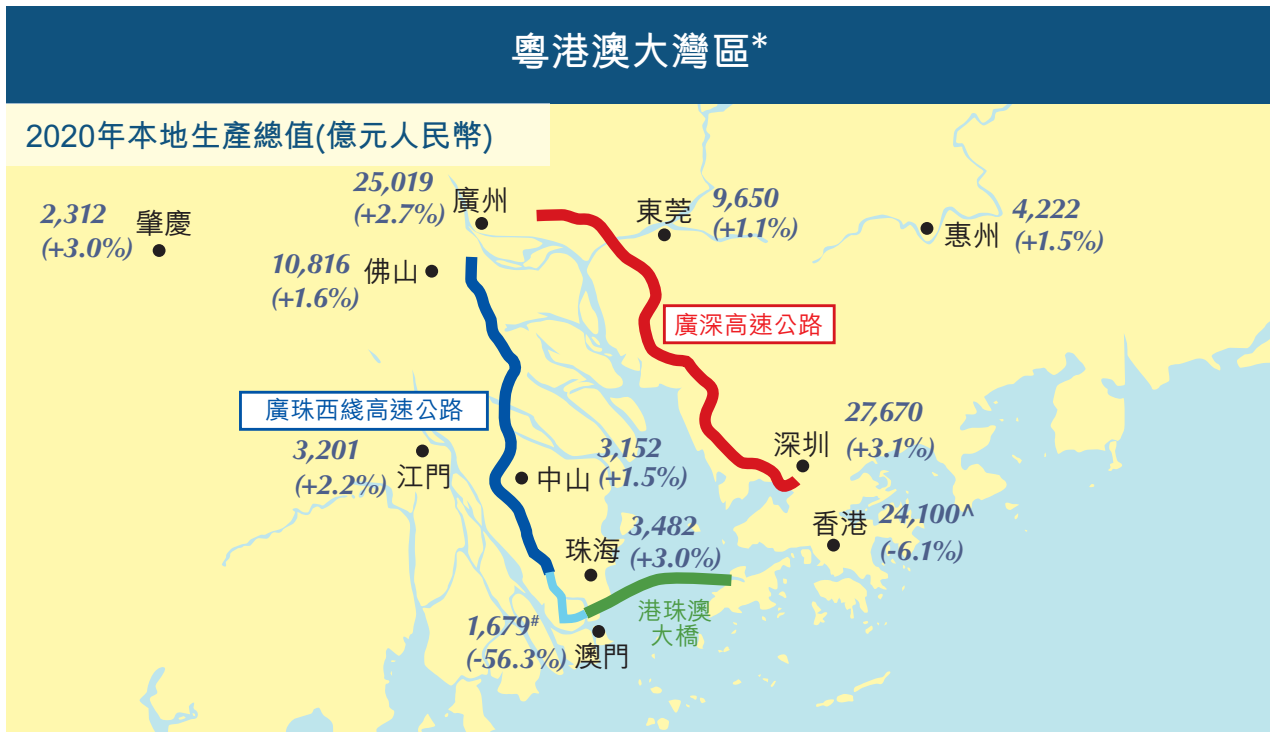 粵港澳大灣區*
2020年本地生產總值(億元人民幣)
2,312
(+3.0%)
肇慶
25,019
(+2.7%)
廣州
10,816
(+1.6%)
佛山
東莞
9,650
(+1.1%)
惠州
4,222
(+1.5%)
廣深高速公路
廣珠西綫高速公路
3,201
(+2.2%)
江門
中山
3,152
(+1.5%)
深圳
27,670
(+3.1%)
香港
24,100^
(-6.1%)
珠海
3,482
(+3.0%)
港珠澳
大橋
1,679#
(-56.3%)
澳門